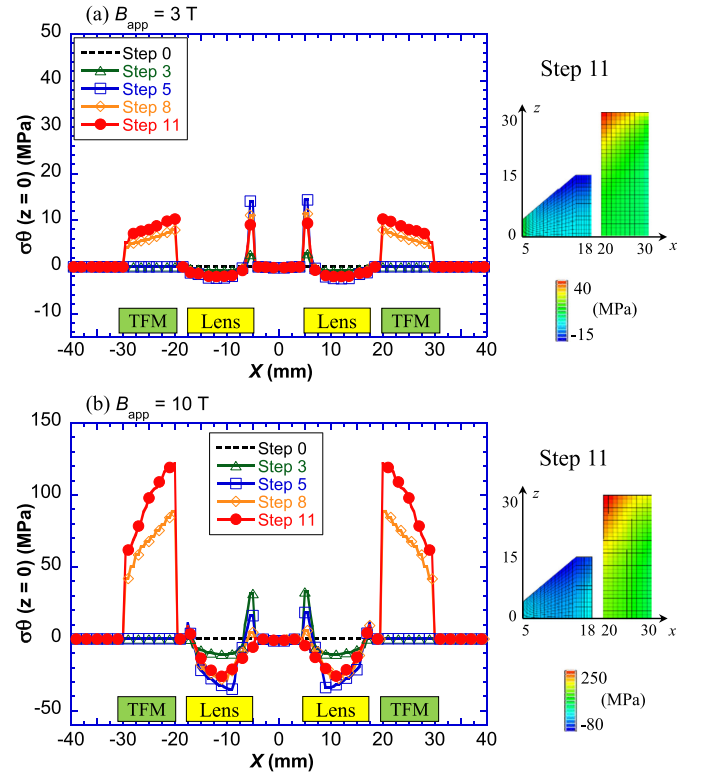 (a) B_app = 3 T
σθ (z = 0) (MPa)
50
40
30
20
10
0
-10
Step 0
Step 3
Step 5
Step 8
Step 11
TFM
Lens
Lens
TFM
-40 -30 -20 -10 0 10 20 30 40
X (mm)
Step 11
z
30
15
5 18 20 30 x
40
(MPa)
-15
(b) B_app = 10 T
σθ (z = 0) (MPa)
150
100
50
0
-50
Step 0
Step 3
Step 5
Step 8
Step 11
TFM
Lens
Lens
TFM
-40 -30 -20 -10 0 10 20 30 40
X (mm)
Step 11
z
30
15
5 18 20 30 x
250
(MPa)
-80